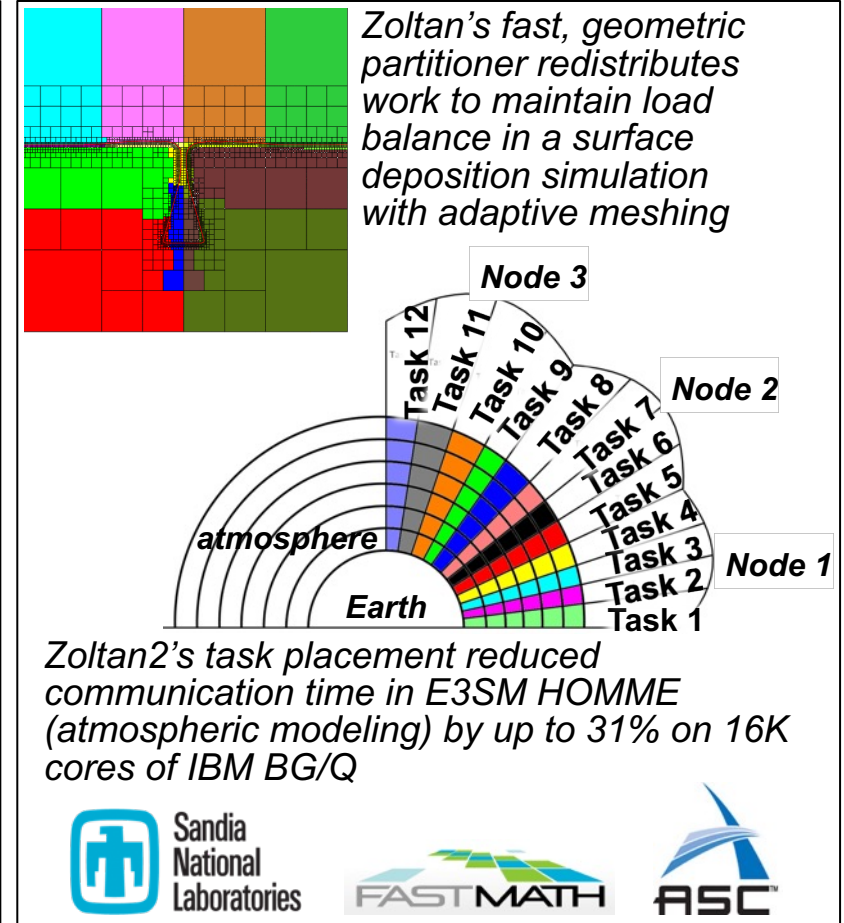 Zoltan's fast, geometric
partitioner redistributes
work to maintain load
balance in a surface
deposition simulation
with adaptive meshing
Node 3
Task 12
Task 11
Task 10
Task 9
Task 8
Node 2
Task 7
Task 6
Task 5
Task 4
Task 3
Node 1
Task 2
Task 1
atmosphere
Earth
Zoltan2's task placement reduced
communication time in E3SM HOMME
(atmospheric modeling) by up to 31% on 16K
cores of IBM BG/Q
Sandia
National
Laboratories
FASTMATH
ASC™